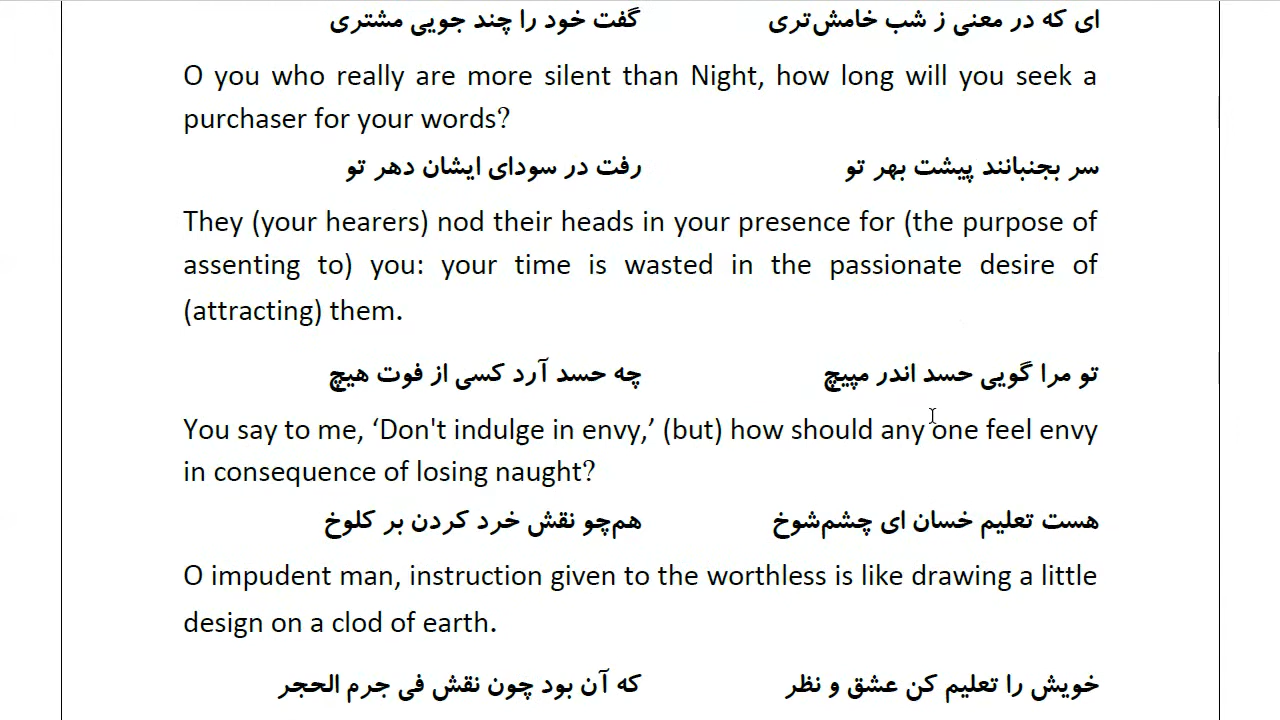 ای که در معنی ز شب خامش‌تری گفت خود را چند جویی مشتری
O you who really are more silent than Night, how long will you seek a
purchaser for your words?
سر بجنبانند پیشت بهر تو رفت در سودای ایشان دهر تو
They (your hearers) nod their heads in your presence for (the purpose of
assenting to) you: your time is wasted in the passionate desire of
(attracting) them.
تو مرا گویی حسد اندر مپیچ چه حسد آرد کسی از فوت هیچ
You say to me, ‘Don't indulge in envy,’ (but) how should any one feel envy
in consequence of losing naught?
هست تعلیم خسان ای چشم‌شوخ هم‌چو نقش خرد کردن بر کلوخ
O impudent man, instruction given to the worthless is like drawing a little
design on a clod of earth.
خویش را تعلیم کن عشق و نظر که آن بود چون نقش فی جرم الحجر